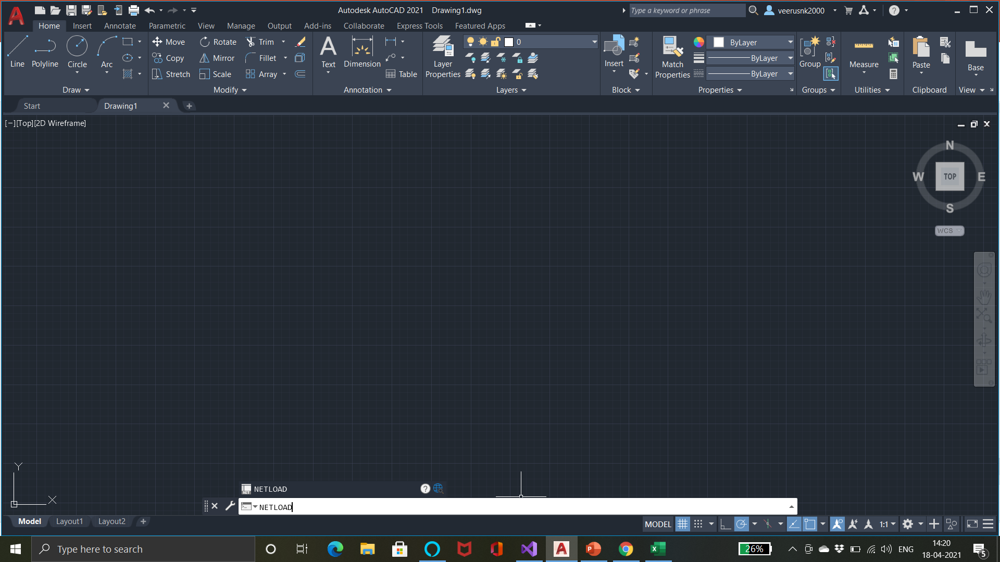 Autodesk AutoCAD 2021 Drawing1.dwg
Type a keyword or phrase
veerusnk2000
Home Insert Annotate Parametric View Manage Output Add-ins Collaborate Express Tools Featured Apps
Line Polyline Circle Arc
Move Rotate Trim
Copy Mirror Fillet
Stretch Scale Array
Text Dimension Table
Layer Properties
0
Insert
Match Properties
ByLayer
ByLayer
ByLayer
Group
Measure
Paste
Base
Draw Modify Annotation Layers Block Properties Groups Utilities Clipboard View
Start Drawing1
[−][Top][2D Wireframe]
N
W TOP E
S
WCS
Y
X
NETLOAD
NETLOAD
Model Layout1 Layout2
MODEL 1:1
Type here to search
26%
ENG
14:20
18-04-2021
5